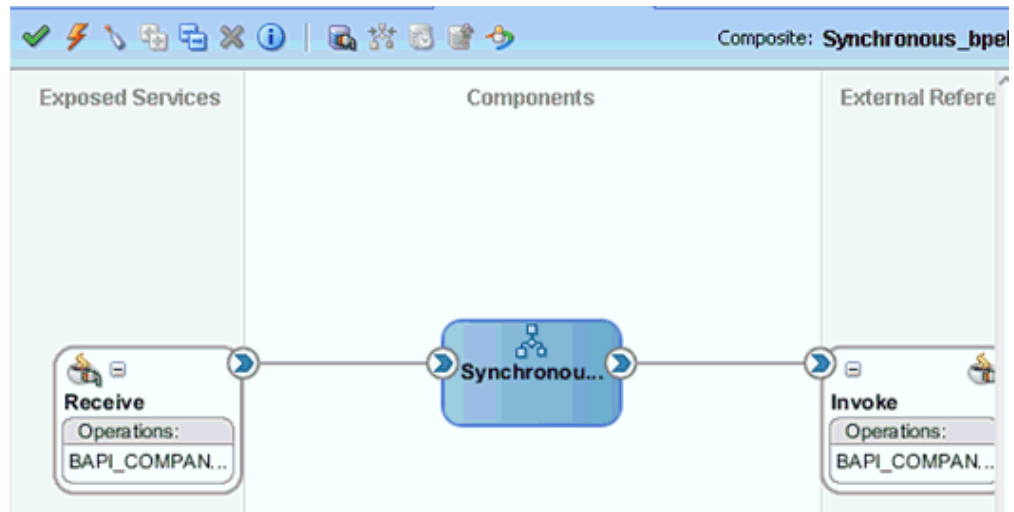 Composite: Synchronous_bpel
Exposed Services
Components
External Refere
Synchronou...
Receive
Operations:
BAPI_COMPAN...
Invoke
Operations:
BAPI_COMPAN...